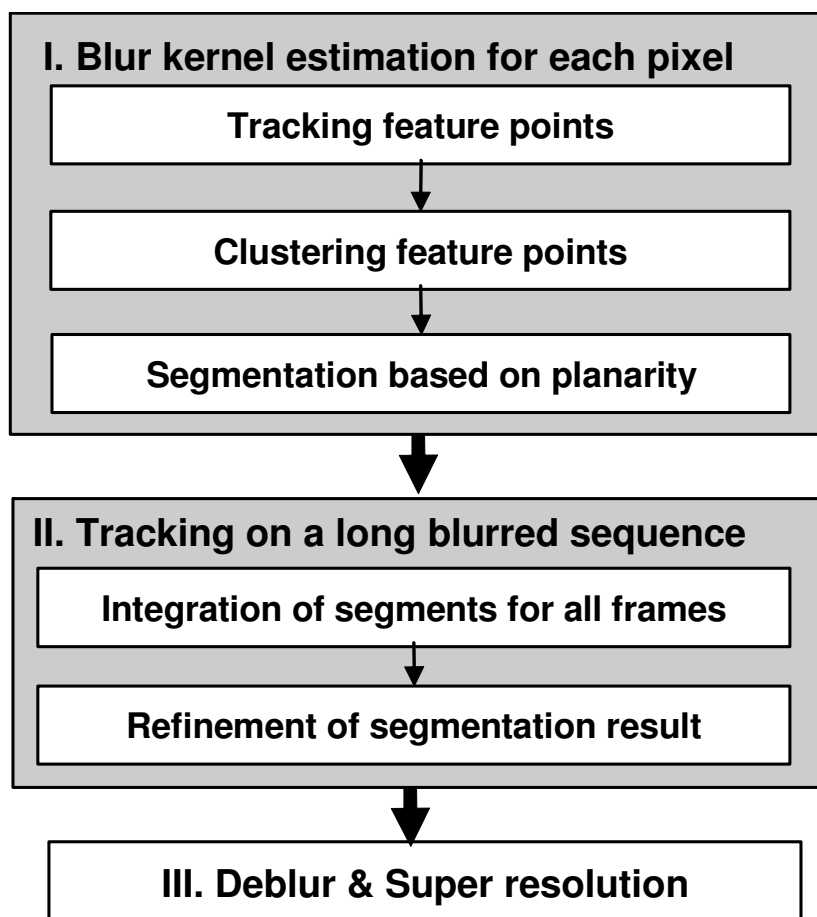 I. Blur kernel estimation for each pixel
Tracking feature points
Clustering feature points
Segmentation based on planarity
II. Tracking on a long blurred sequence
Integration of segments for all frames
Refinement of segmentation result
III. Deblur & Super resolution